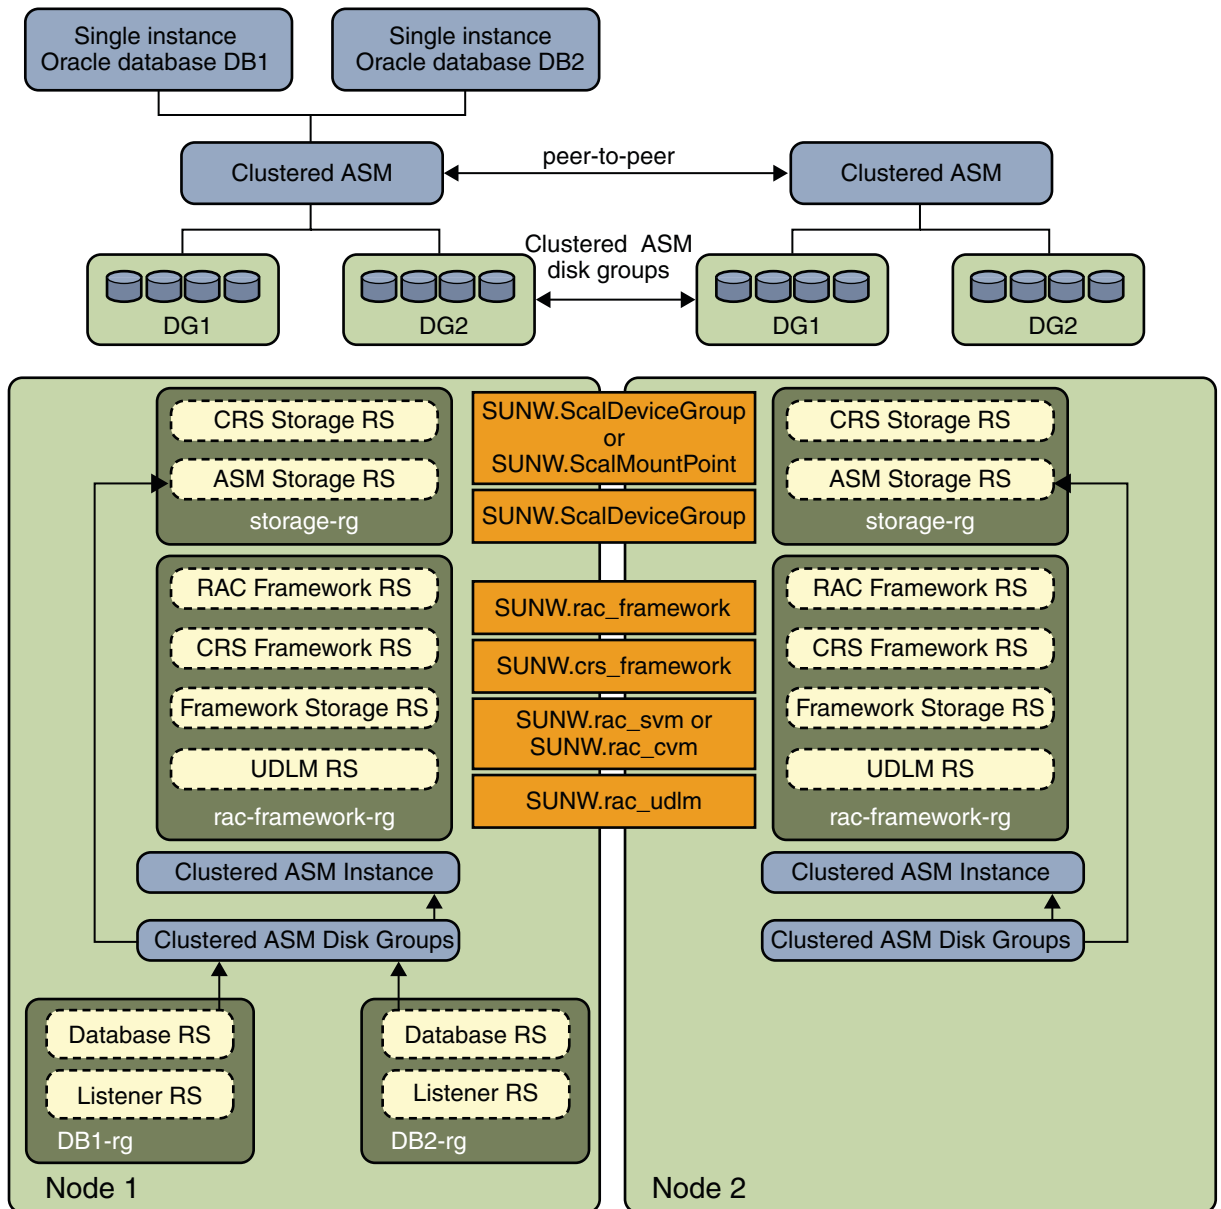 Single instance
Oracle database DB1
Single instance
Oracle database DB2
Clustered ASM
peer-to-peer
Clustered ASM
Clustered ASM
disk groups
DG1
DG2
DG1
DG2
CRS Storage RS
ASM Storage RS
storage-rg
SUNW.ScalDeviceGroup
or
SUNW.ScalMountPoint
SUNW.ScalDeviceGroup
CRS Storage RS
ASM Storage RS
storage-rg
RAC Framework RS
CRS Framework RS
Framework Storage RS
UDLM RS
rac-framework-rg
SUNW.rac_framework
SUNW.crs_framework
SUNW.rac_svm or
SUNW.rac_cvm
SUNW.rac_udlm
RAC Framework RS
CRS Framework RS
Framework Storage RS
UDLM RS
rac-framework-rg
Clustered ASM Instance
Clustered ASM Disk Groups
Clustered ASM Instance
Clustered ASM Disk Groups
Database RS
Listener RS
DB1-rg
Database RS
Listener RS
DB2-rg
Node 1
Node 2